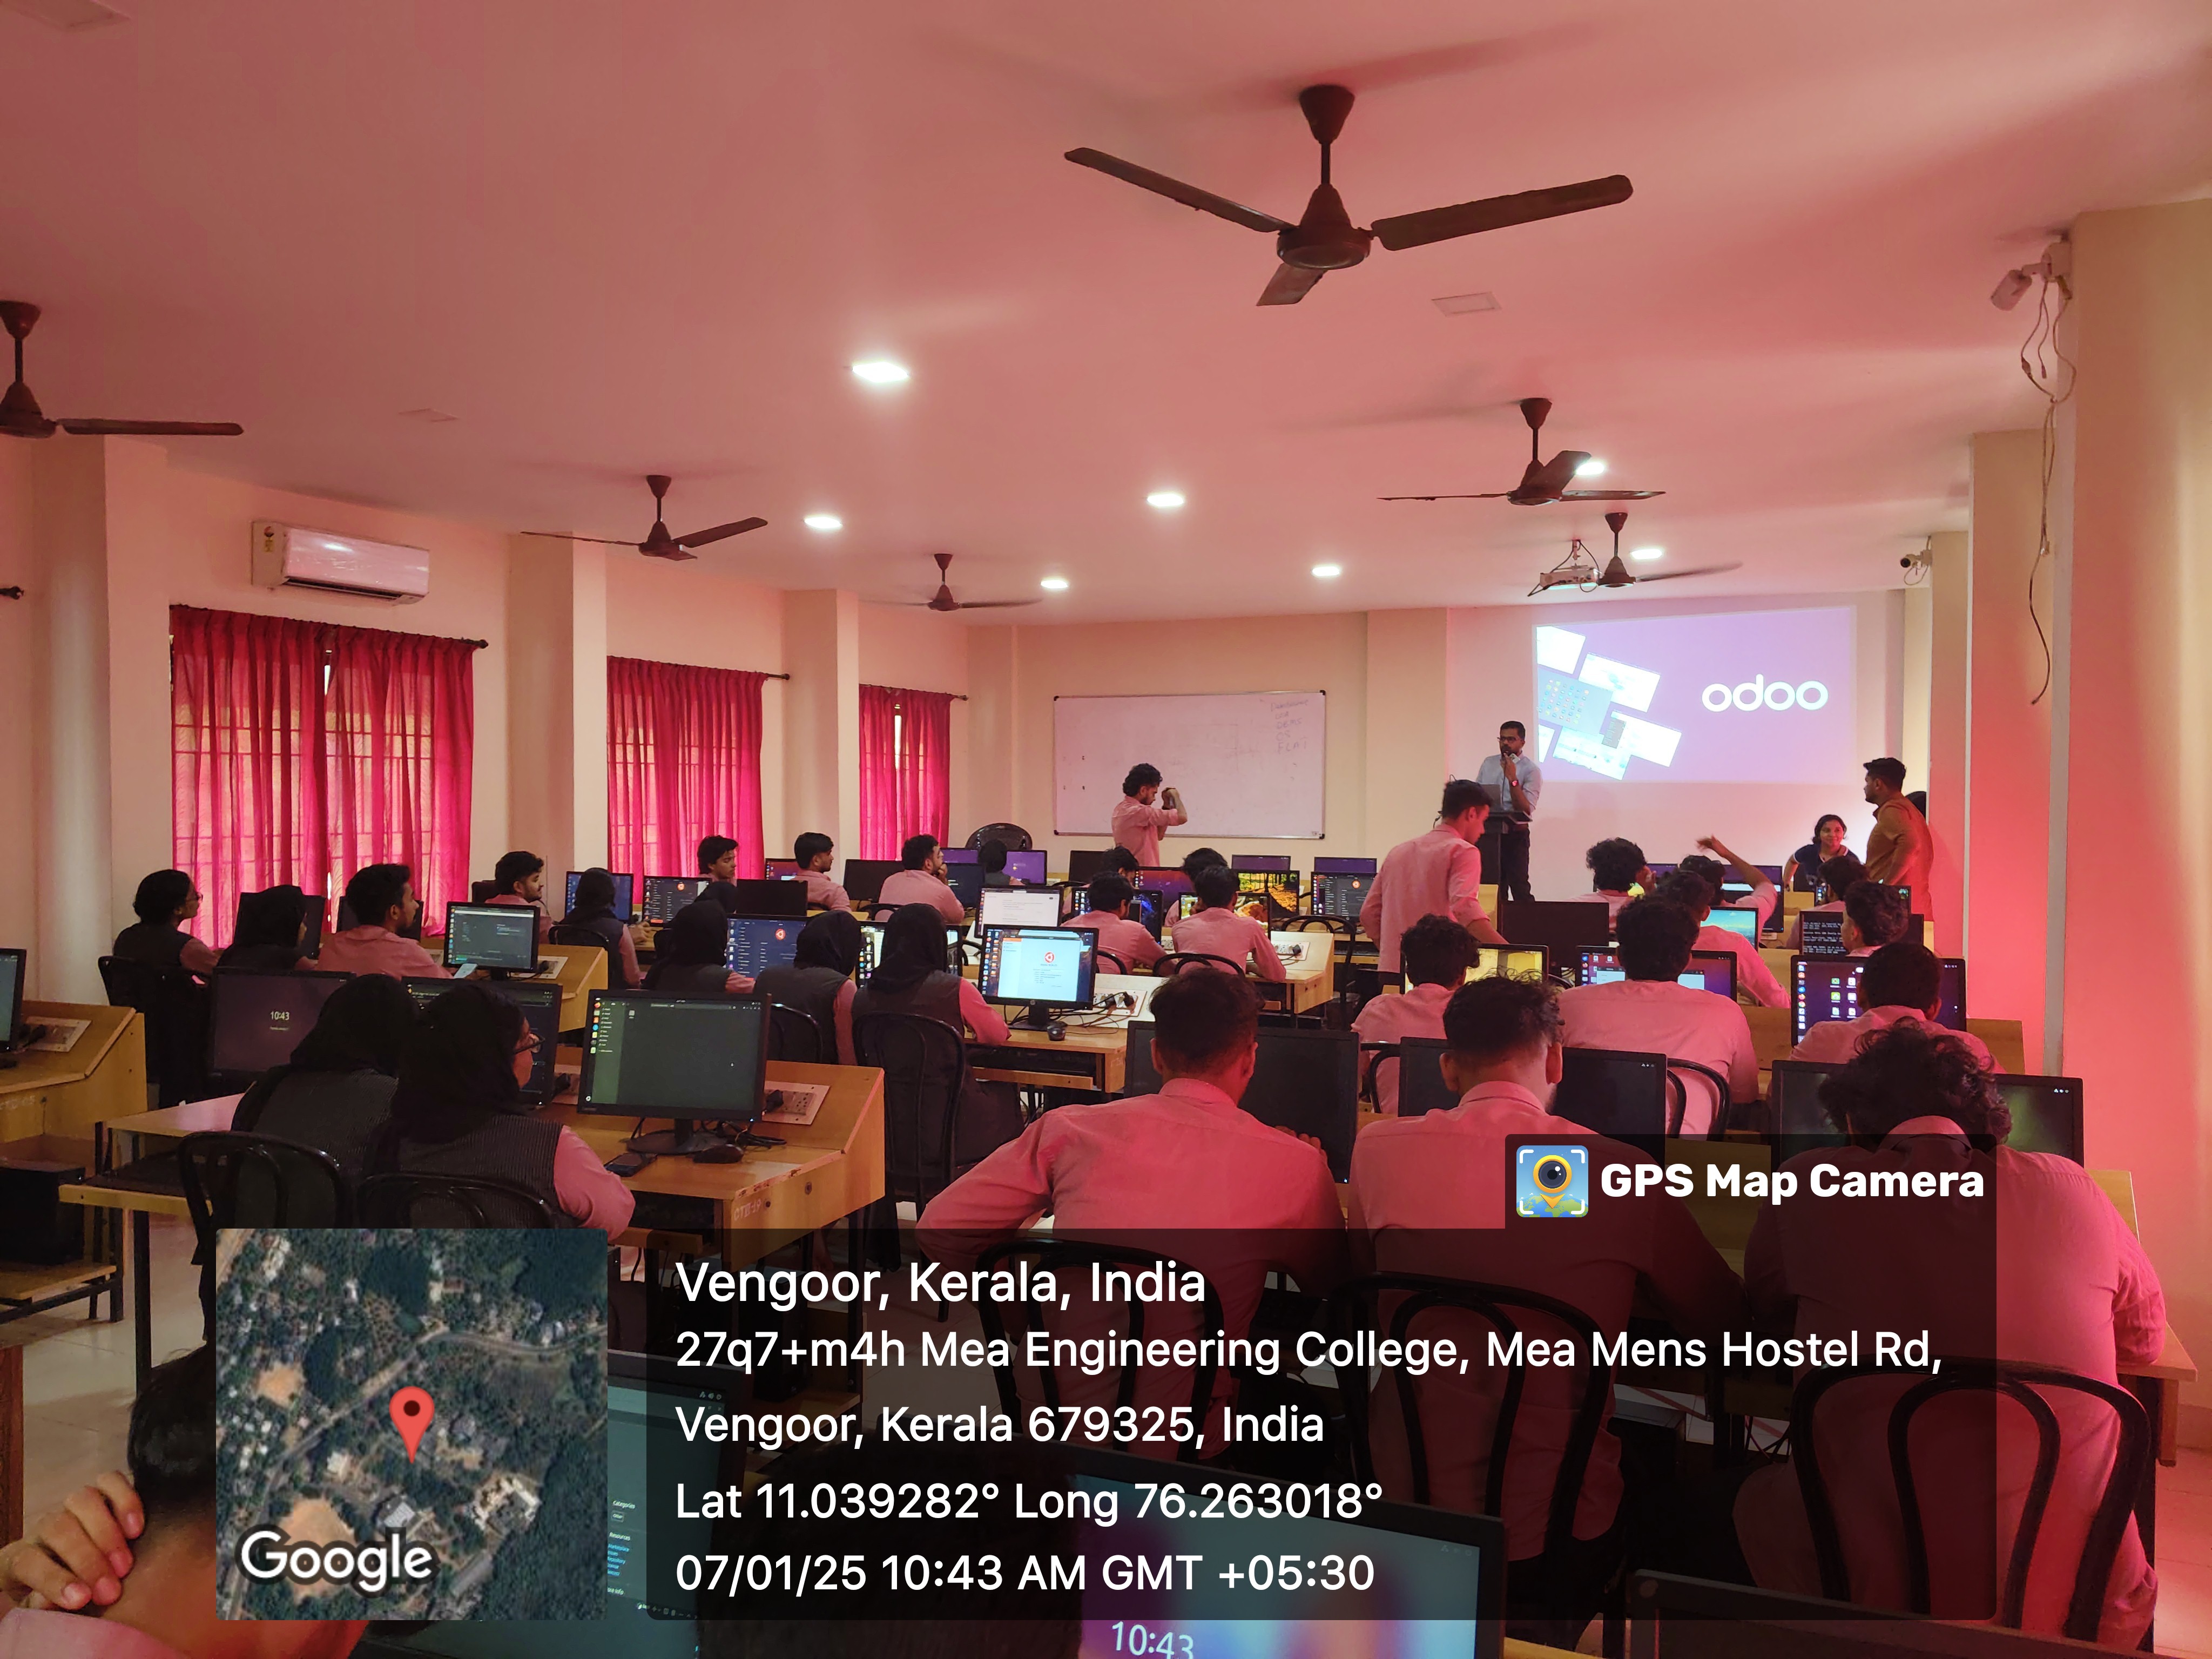 odoo
10:43
GPS Map Camera
Vengoor, Kerala, India
27q7+m4h Mea Engineering College, Mea Mens Hostel Rd,
Vengoor, Kerala 679325, India
Lat 11.039282° Long 76.263018°
07/01/25 10:43 AM GMT +05:30
Google
Categories
10:43